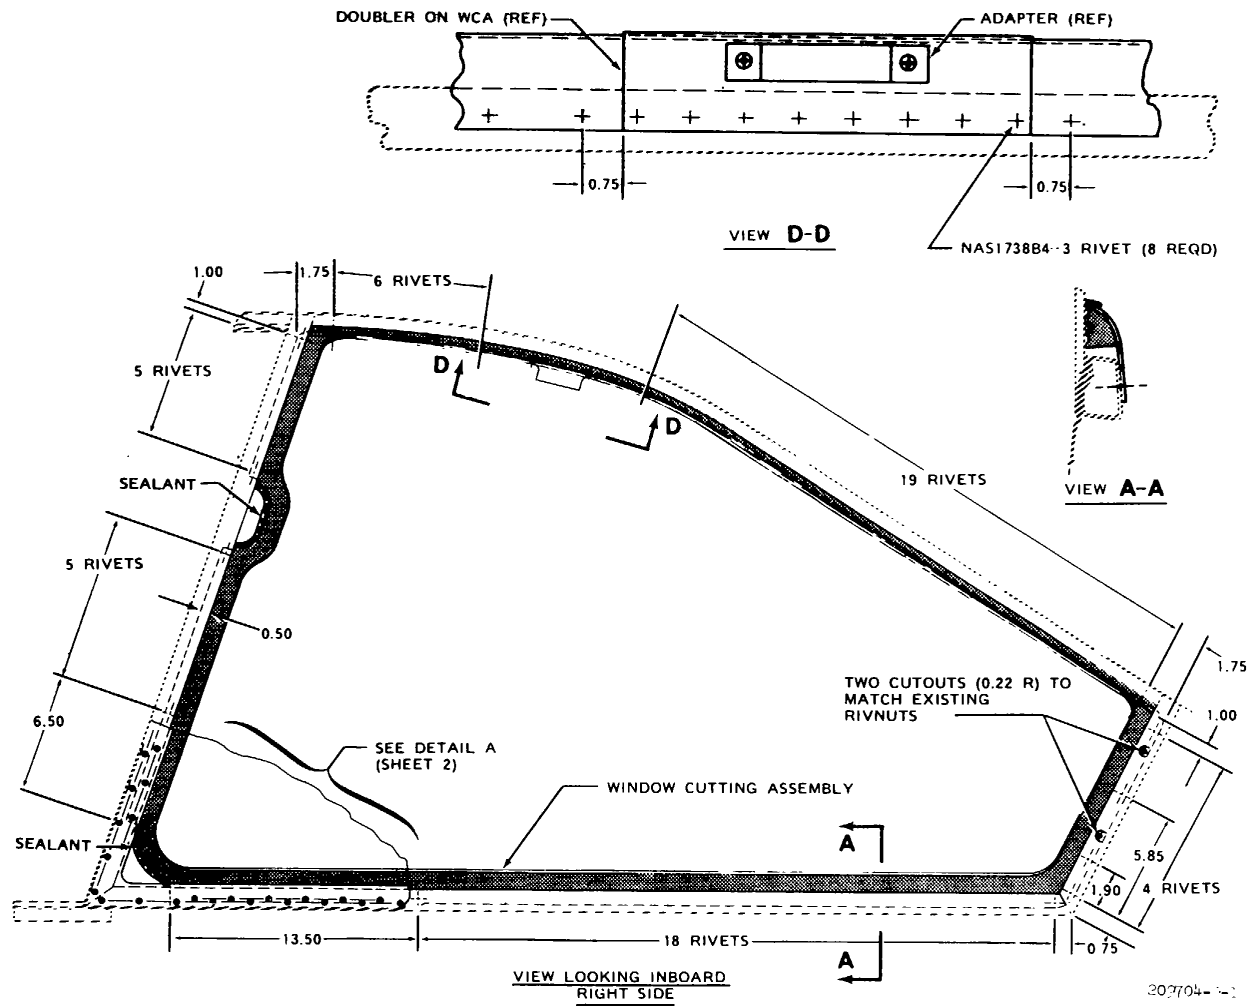 DOUBLER ON WCA (REF)
ADAPTER (REF)
0.75
0.75
VIEW D-D
NAS1738B4-3 RIVET (8 REQD)
1.00
1.75
6 RIVETS
5 RIVETS
D
D
19 RIVETS
VIEW A-A
SEALANT
5 RIVETS
0.50
1.75
TWO CUTOUTS (0.22 R) TO
MATCH EXISTING
RIVNUTS
1.00
6.50
SEE DETAIL A
(SHEET 2)
WINDOW CUTTING ASSEMBLY
SEALANT
A
5.85
1.90
4 RIVETS
13.50
18 RIVETS
0.75
A
VIEW LOOKING INBOARD
RIGHT SIDE